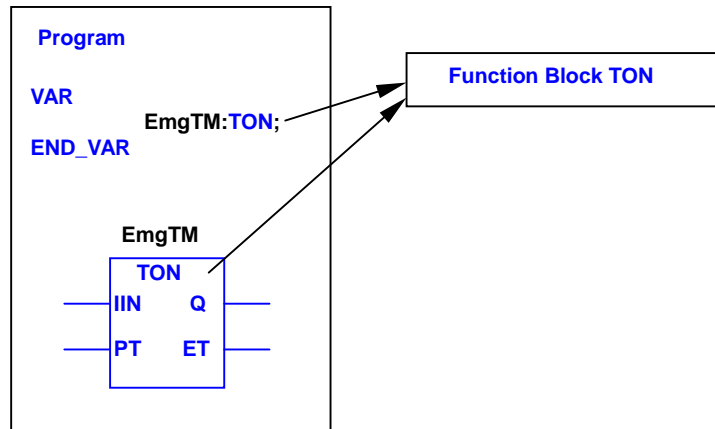 Program
Function Block TON
VAR
EmgTM:TON;
END_VAR
EmgTM
TON
IIN Q
PT ET